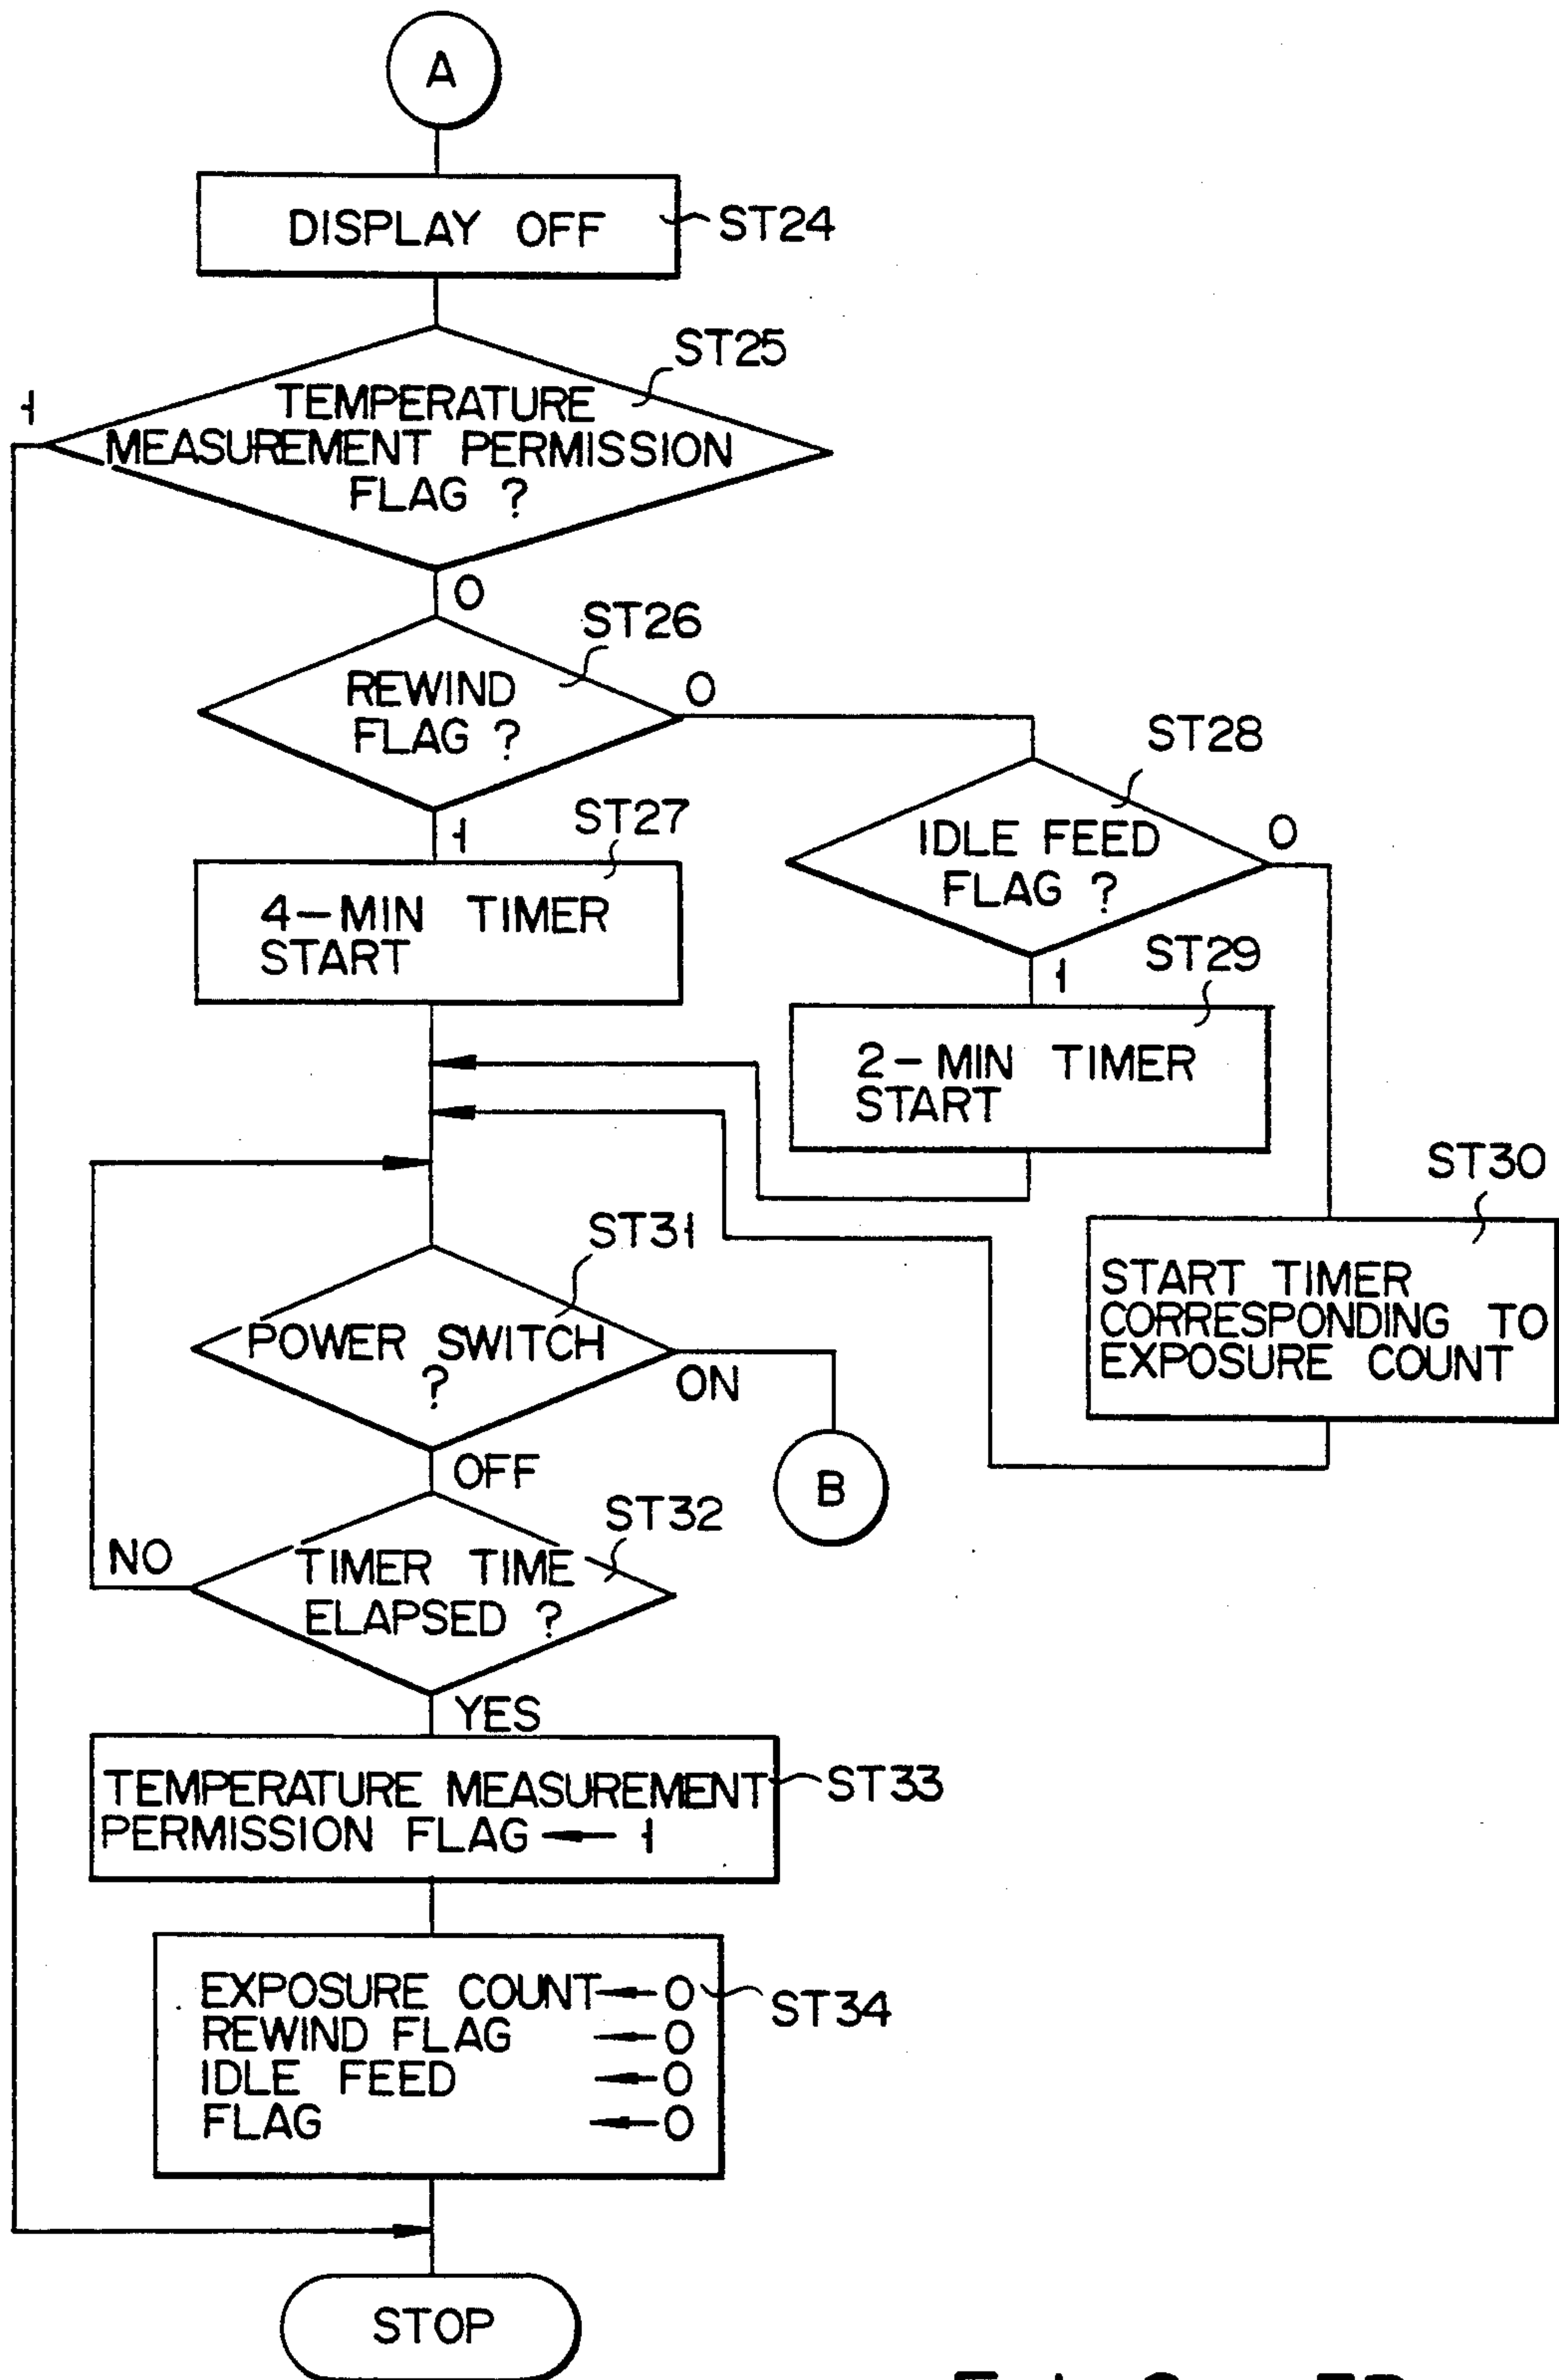 A
DISPLAY OFF
ST24
ST25
1
TEMPERATURE
MEASUREMENT PERMISSION
FLAG ?
0
ST26
REWIND
FLAG ?
0
1
ST27
4-MIN TIMER
START
ST28
IDLE FEED
FLAG ?
0
1
ST29
2-MIN TIMER
START
ST30
START TIMER
CORRESPONDING TO
EXPOSURE COUNT
ST31
POWER SWITCH
?
ON
B
OFF
ST32
NO
TIMER TIME
ELAPSED ?
YES
TEMPERATURE MEASUREMENT
PERMISSION FLAG ← 1
ST33
EXPOSURE COUNT ← 0
REWIND FLAG ← 0
IDLE FEED ← 0
FLAG ← 0
ST34
STOP